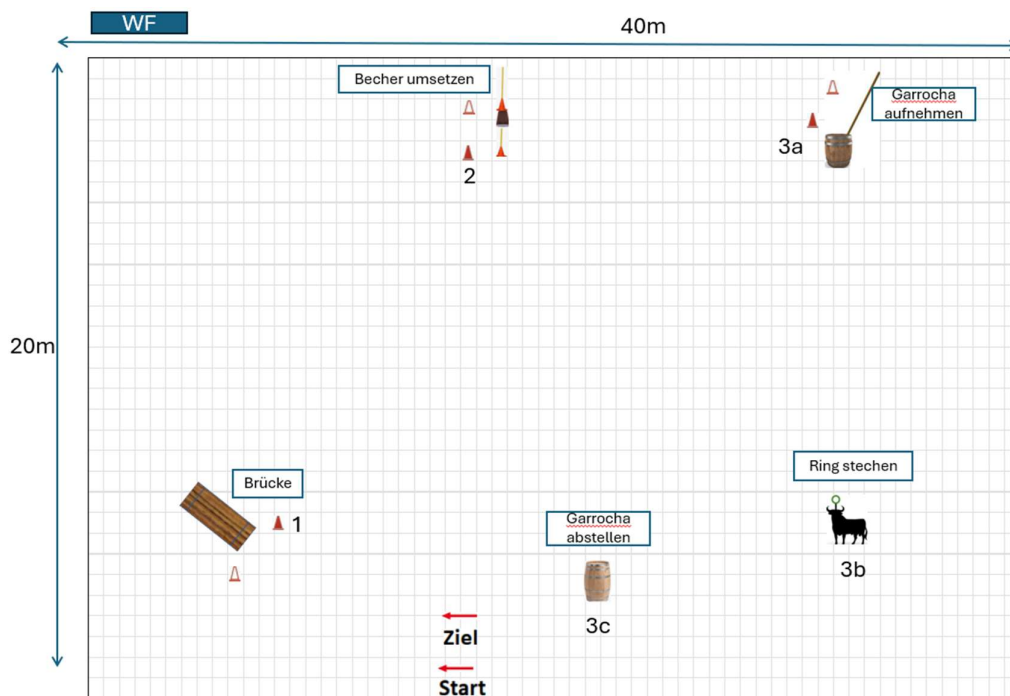 WF
40m
Becher umsetzen
Garrocha
aufnehmen
3a
2
20m
Ring stechen
Brücke
1
Garrocha
abstellen
3b
3c
Ziel
Start